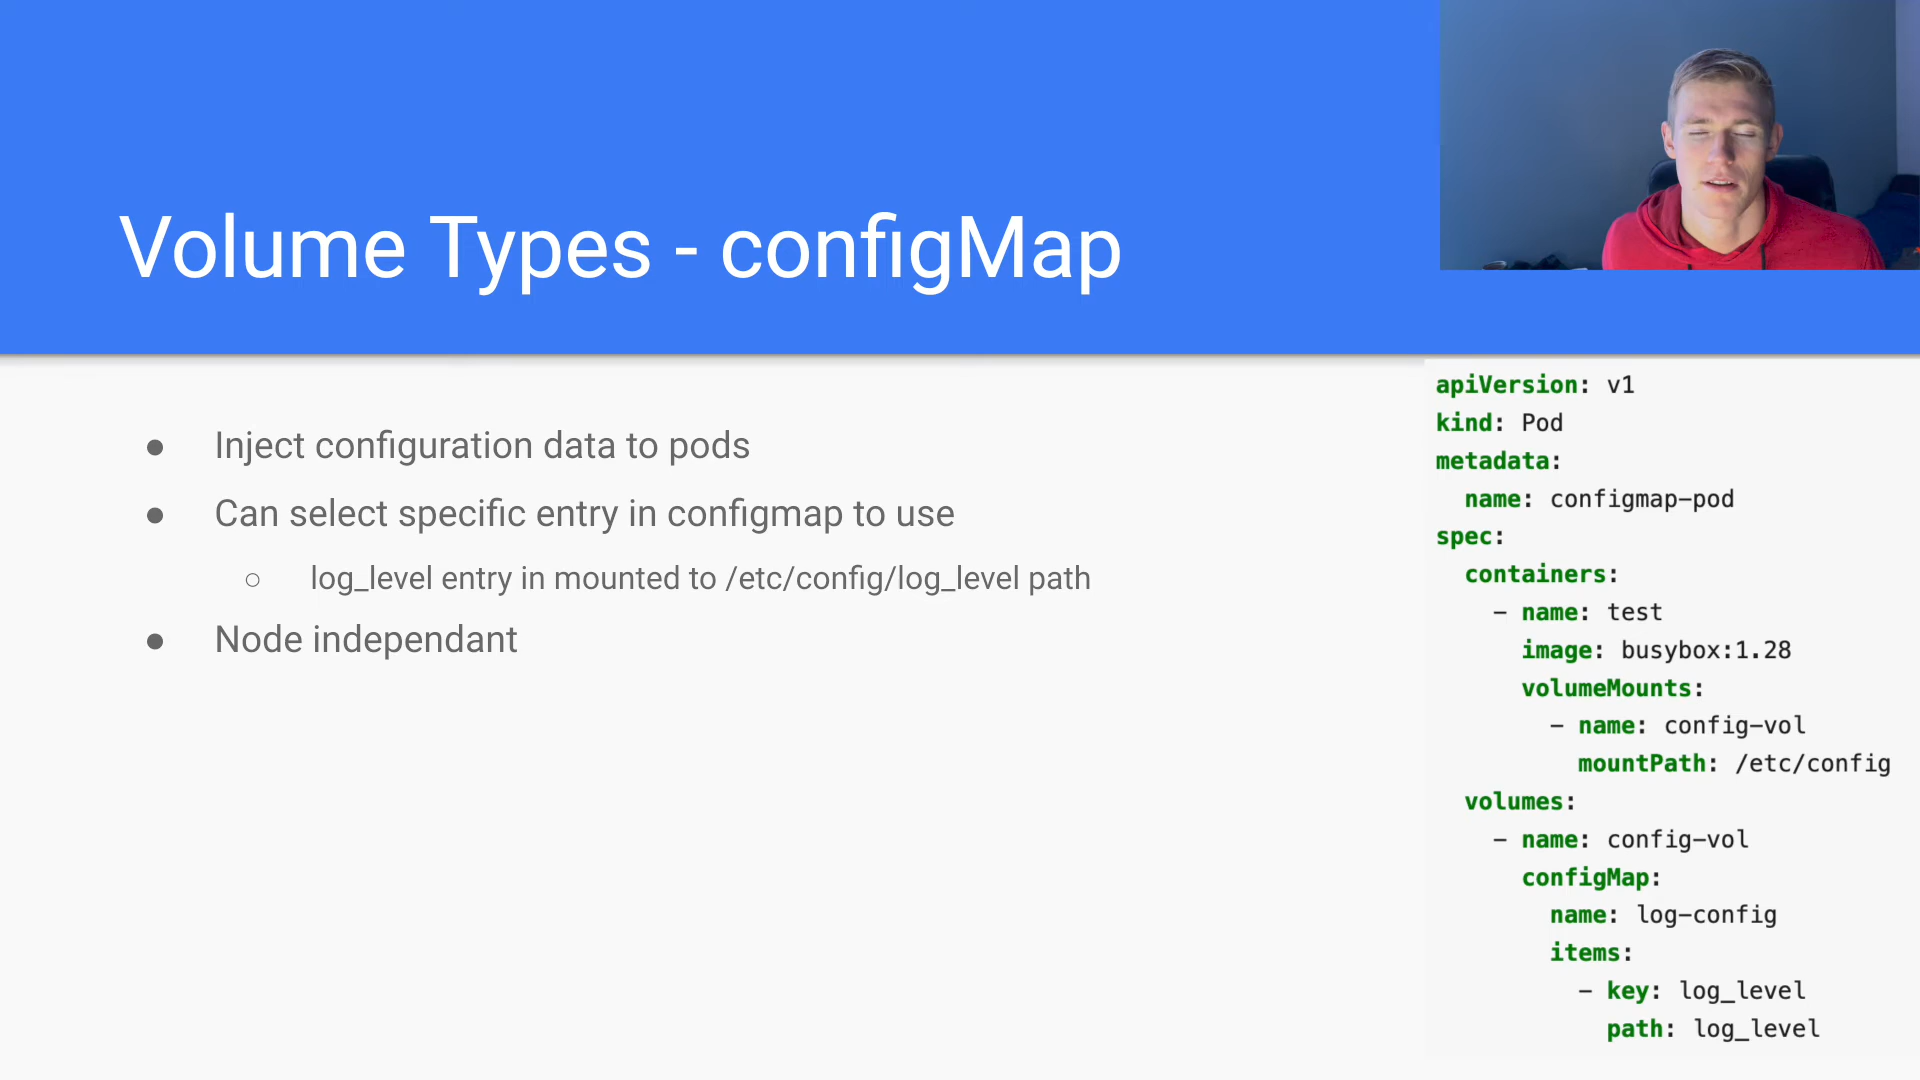 Volume Types - configMap
● Inject configuration data to pods
● Can select specific entry in configmap to use
○ log_level entry in mounted to /etc/config/log_level path
● Node independant
apiVersion: v1
kind: Pod
metadata:
  name: configmap-pod
spec:
  containers:
    - name: test
      image: busybox:1.28
      volumeMounts:
        - name: config-vol
          mountPath: /etc/config
  volumes:
    - name: config-vol
      configMap:
        name: log-config
        items:
          - key: log_level
            path: log_level